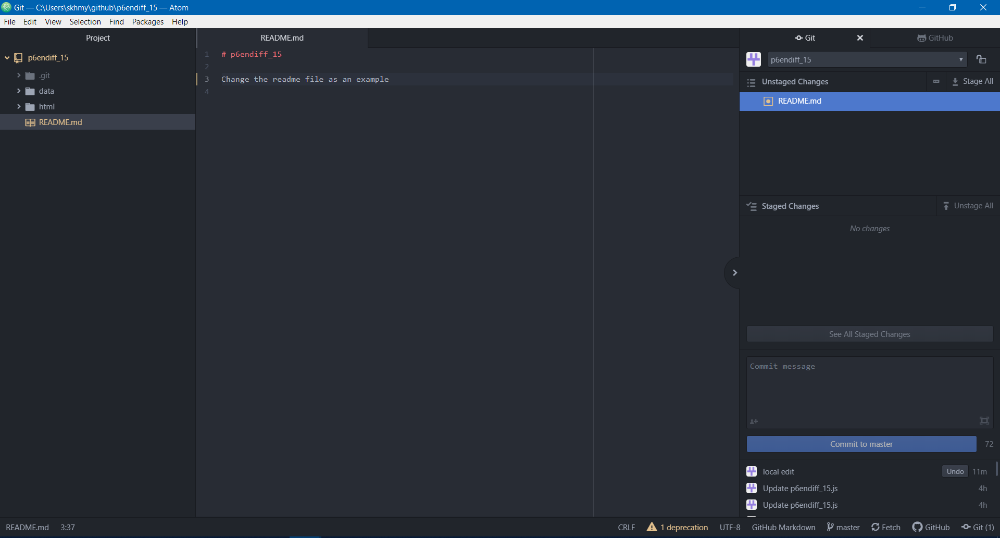 Git — C:\Users\skhmy\github\p6endiff_15 — Atom
File Edit View Selection Find Packages Help
Project
p6endiff_15
.git
data
html
README.md
README.md
1 # p6endiff_15
2
3 Change the readme file as an example
4
Git
GitHub
p6endiff_15
Unstaged Changes
Stage All
README.md
Staged Changes
Unstage All
No changes
See All Staged Changes
Commit message
Commit to master 72
local edit Undo 11m
Update p6endiff_15.js 4h
Update p6endiff_15.js 4h
README.md 3:37 CRLF 1 deprecation UTF-8 GitHub Markdown master Fetch GitHub Git (1)